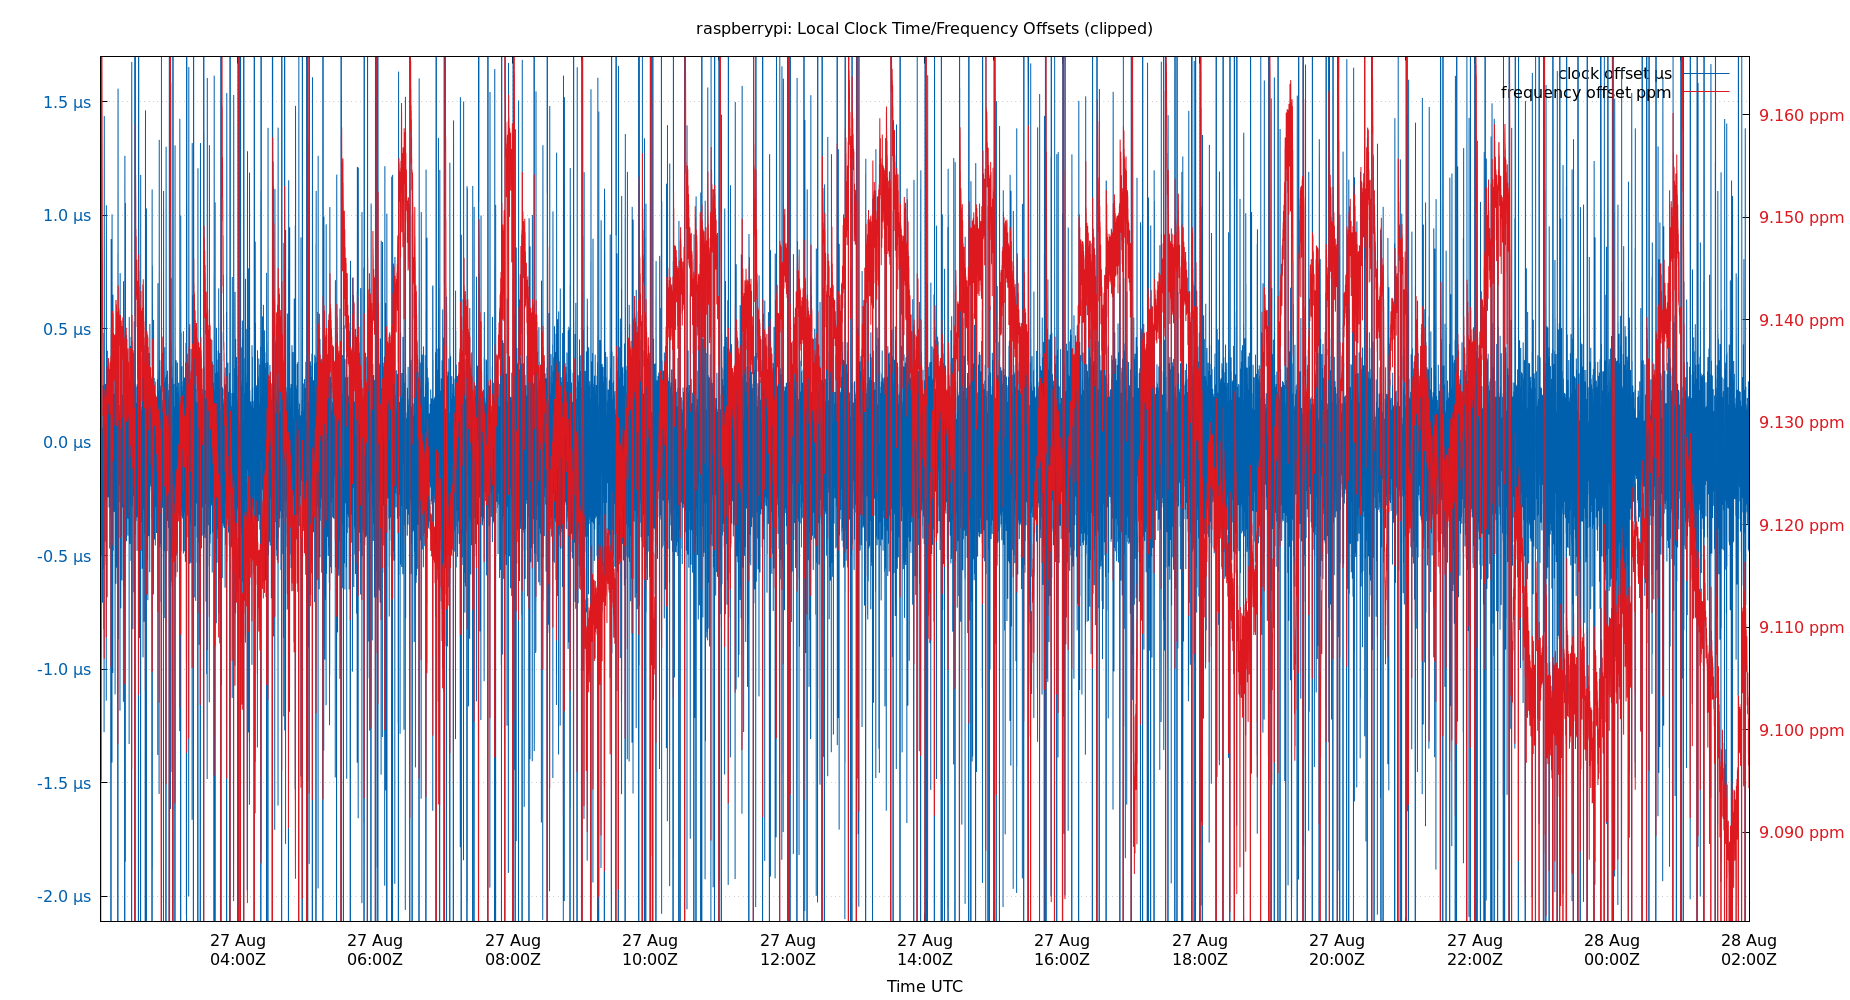 raspberrypi: Local Clock Time/Frequency Offsets (clipped)
clock offset µs
frequency offset ppm
1.5 µs
1.0 µs
0.5 µs
0.0 µs
-0.5 µs
-1.0 µs
-1.5 µs
-2.0 µs
9.160 ppm
9.150 ppm
9.140 ppm
9.130 ppm
9.120 ppm
9.110 ppm
9.100 ppm
9.090 ppm
27 Aug 27 Aug 27 Aug 27 Aug 27 Aug 27 Aug 27 Aug 27 Aug 27 Aug 27 Aug 28 Aug 28 Aug
04:00Z 06:00Z 08:00Z 10:00Z 12:00Z 14:00Z 16:00Z 18:00Z 20:00Z 22:00Z 00:00Z 02:00Z
Time UTC